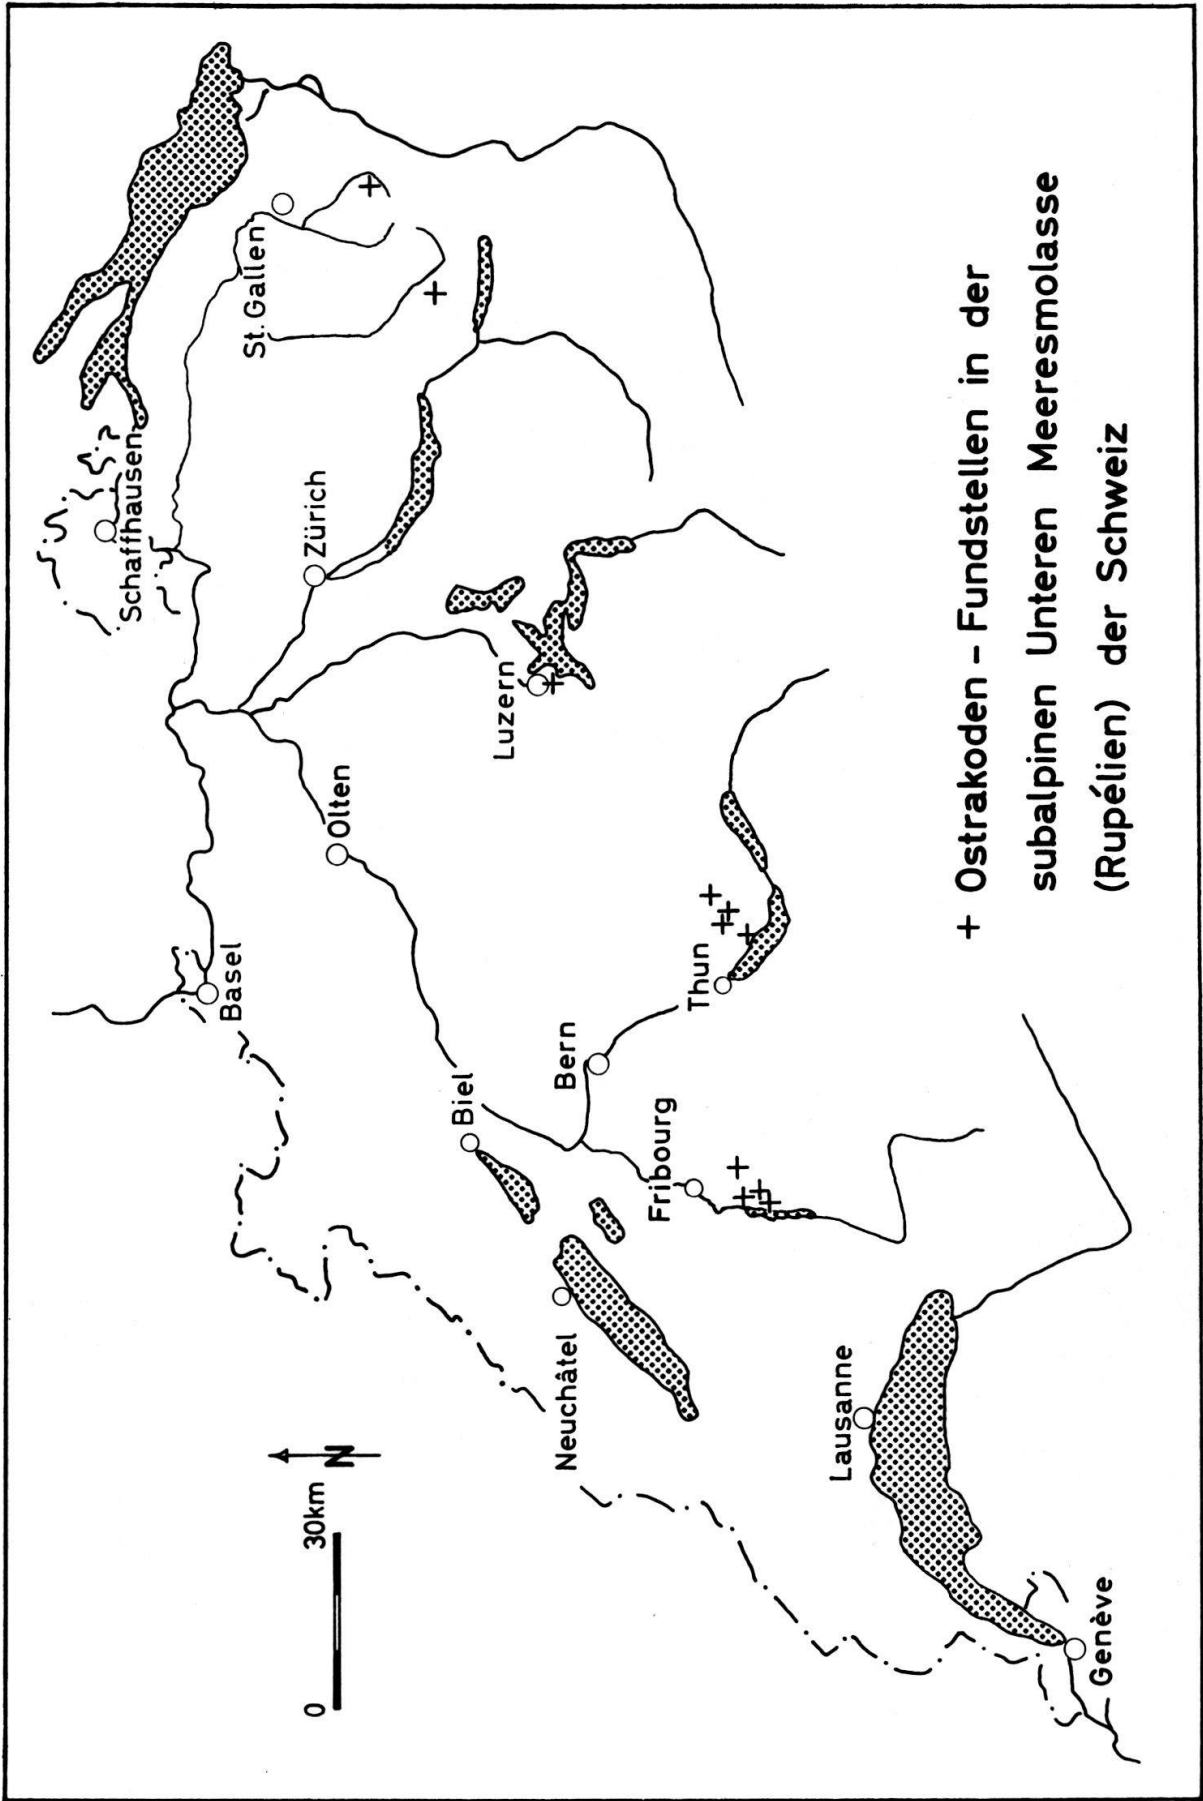 Schaffhausen
Basel
St. Gallen
Zürich
Olten
Biel
Luzern
Bern
Neuchâtel
Fribourg
Thun
Lausanne
Genève
0 30km
N
+ Ostrakoden – Fundstellen in der
subalpinen Unteren Meeresmolasse
(Rupélien) der Schweiz